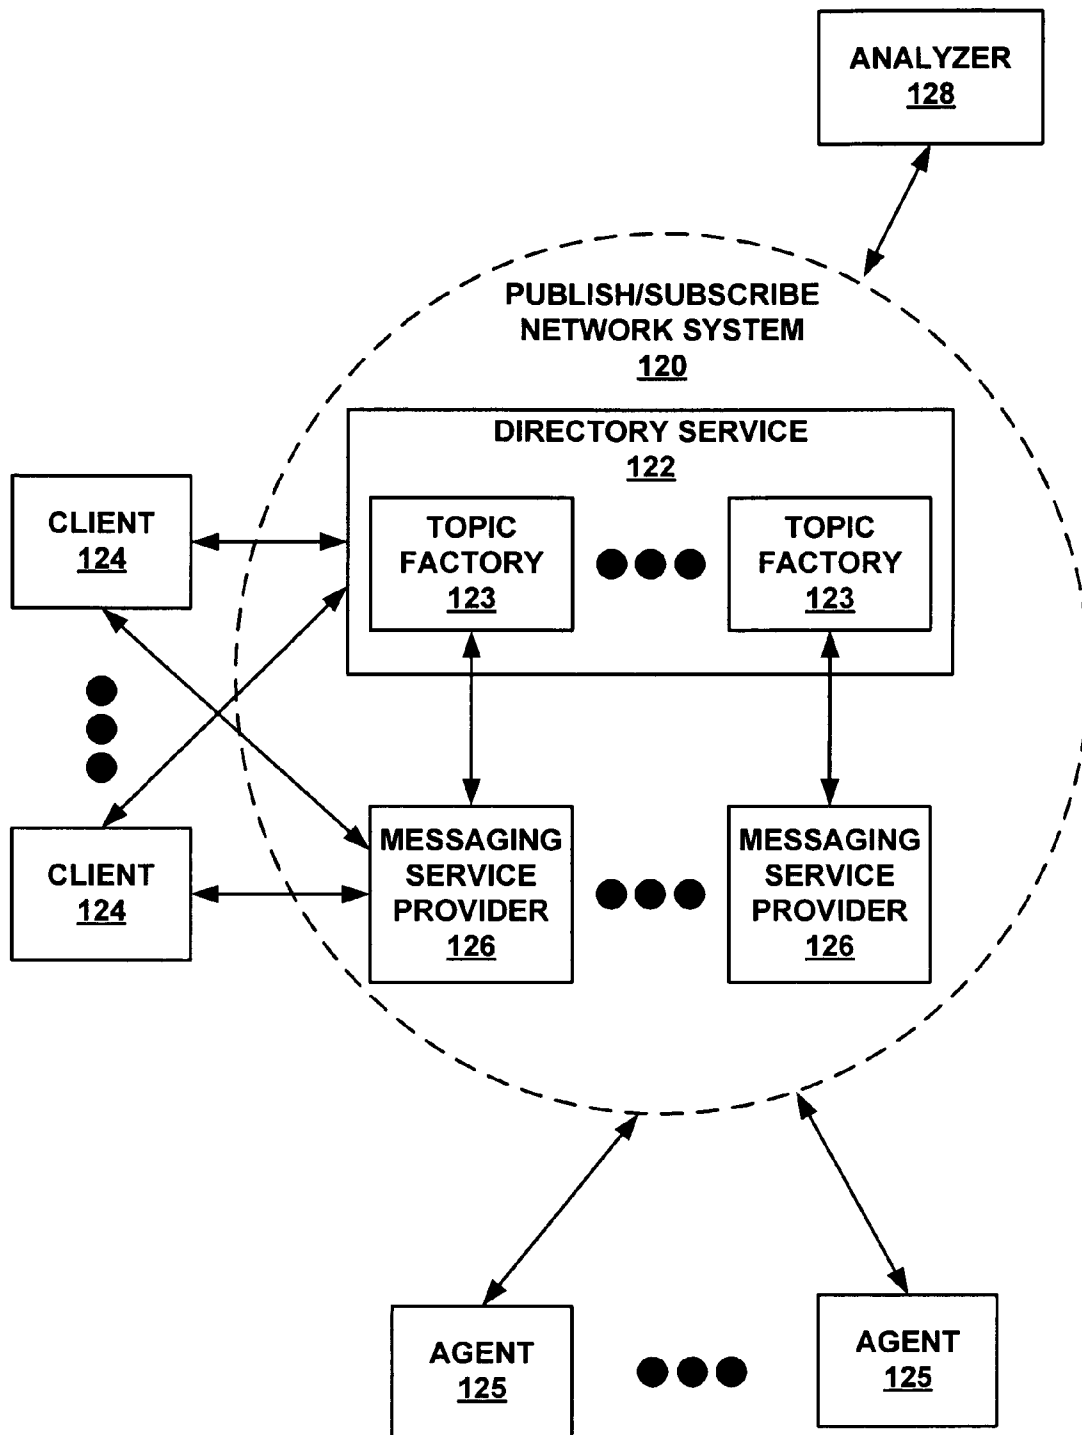 ANALYZER
128
PUBLISH/SUBSCRIBE
NETWORK SYSTEM
120
DIRECTORY SERVICE
122
CLIENT
124
TOPIC
FACTORY
123
TOPIC
FACTORY
123
CLIENT
124
MESSAGING
SERVICE
PROVIDER
126
MESSAGING
SERVICE
PROVIDER
126
AGENT
125
AGENT
125